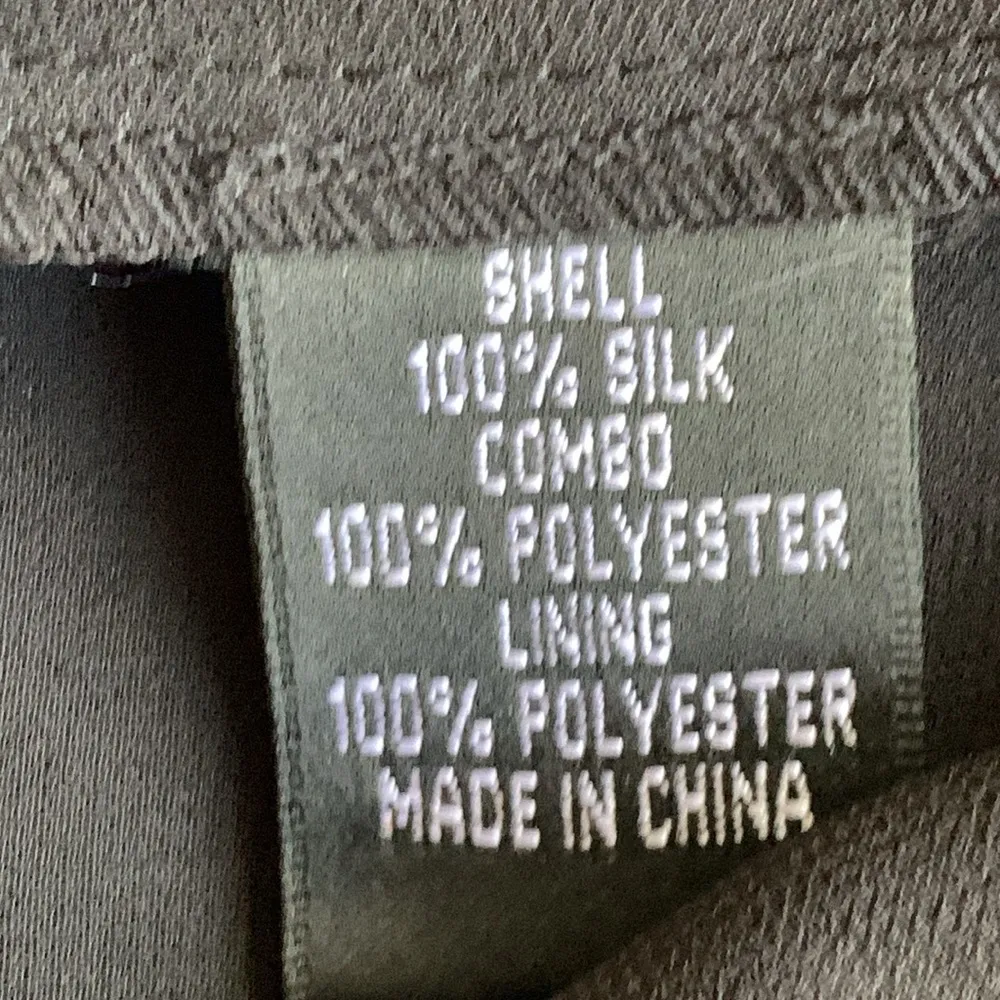 SHELL
100% SILK
COMBO
100% POLYESTER
LINING
100% POLYESTER
MADE IN CHINA